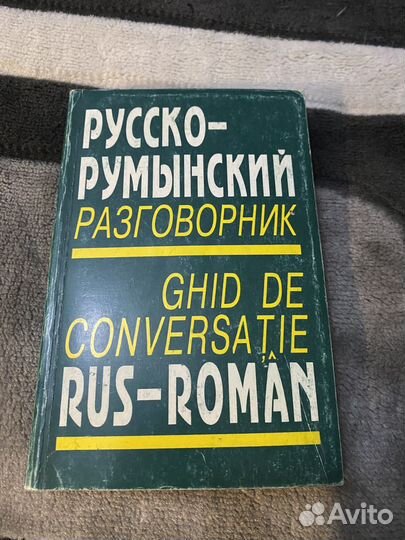 РУССКО–
РУМЫНСКИЙ
РАЗГОВОРНИК
GHID DE
CONVERSAȚIE
RUS–ROMÂN
Avito